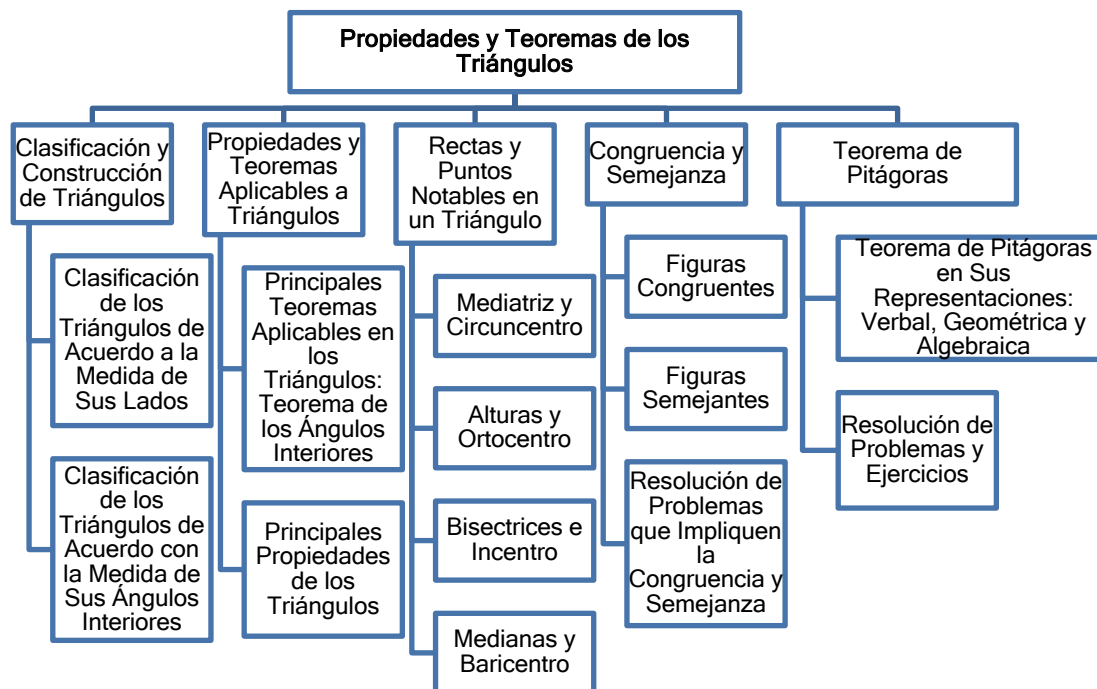 Propiedades y Teoremas de los
Triángulos
Clasificación y
Construcción
de Triángulos
Clasificación
de los
Triángulos de
Acuerdo a la
Medida de
Sus Lados
Clasificación
de los
Triángulos de
Acuerdo con
la Medida de
Sus Ángulos
Interiores
Propiedades y
Teoremas
Aplicables a
Triángulos
Principales
Teoremas
Aplicables en
los
Triángulos:
Teorema de
los Ángulos
Interiores
Principales
Propiedades
de los
Triángulos
Rectas y
Puntos
Notables en
un Triángulo
Mediatriz y
Circuncentro
Alturas y
Ortocentro
Bisectrices e
Incentro
Medianas y
Baricentro
Congruencia y
Semejanza
Figuras
Congruentes
Figuras
Semejantes
Resolución de
Problemas
que Impliquen
la
Congruencia y
Semejanza
Teorema de
Pitágoras
Teorema de Pitágoras
en Sus
Representaciones:
Verbal, Geométrica y
Algebraica
Resolución de
Problemas y
Ejercicios